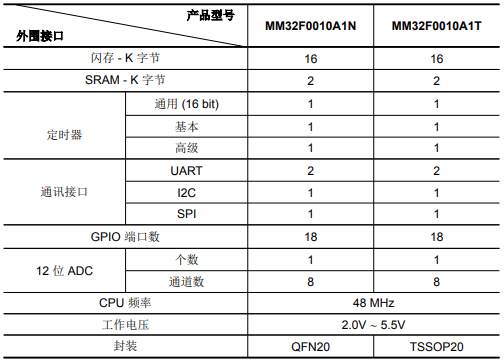 产品型号
外围接口
MM32F0010A1N MM32F0010A1T
闪存 - K 字节 16 16
SRAM - K 字节 2 2
定时器 通用 (16 bit) 1 1
基本 1 1
高级 1 1
通讯接口 UART 2 2
I2C 1 1
SPI 1 1
GPIO 端口数 18 18
12 位 ADC 个数 1 1
通道数 8 8
CPU 频率 48 MHz
工作电压 2.0V ~ 5.5V
封装 QFN20 TSSOP20